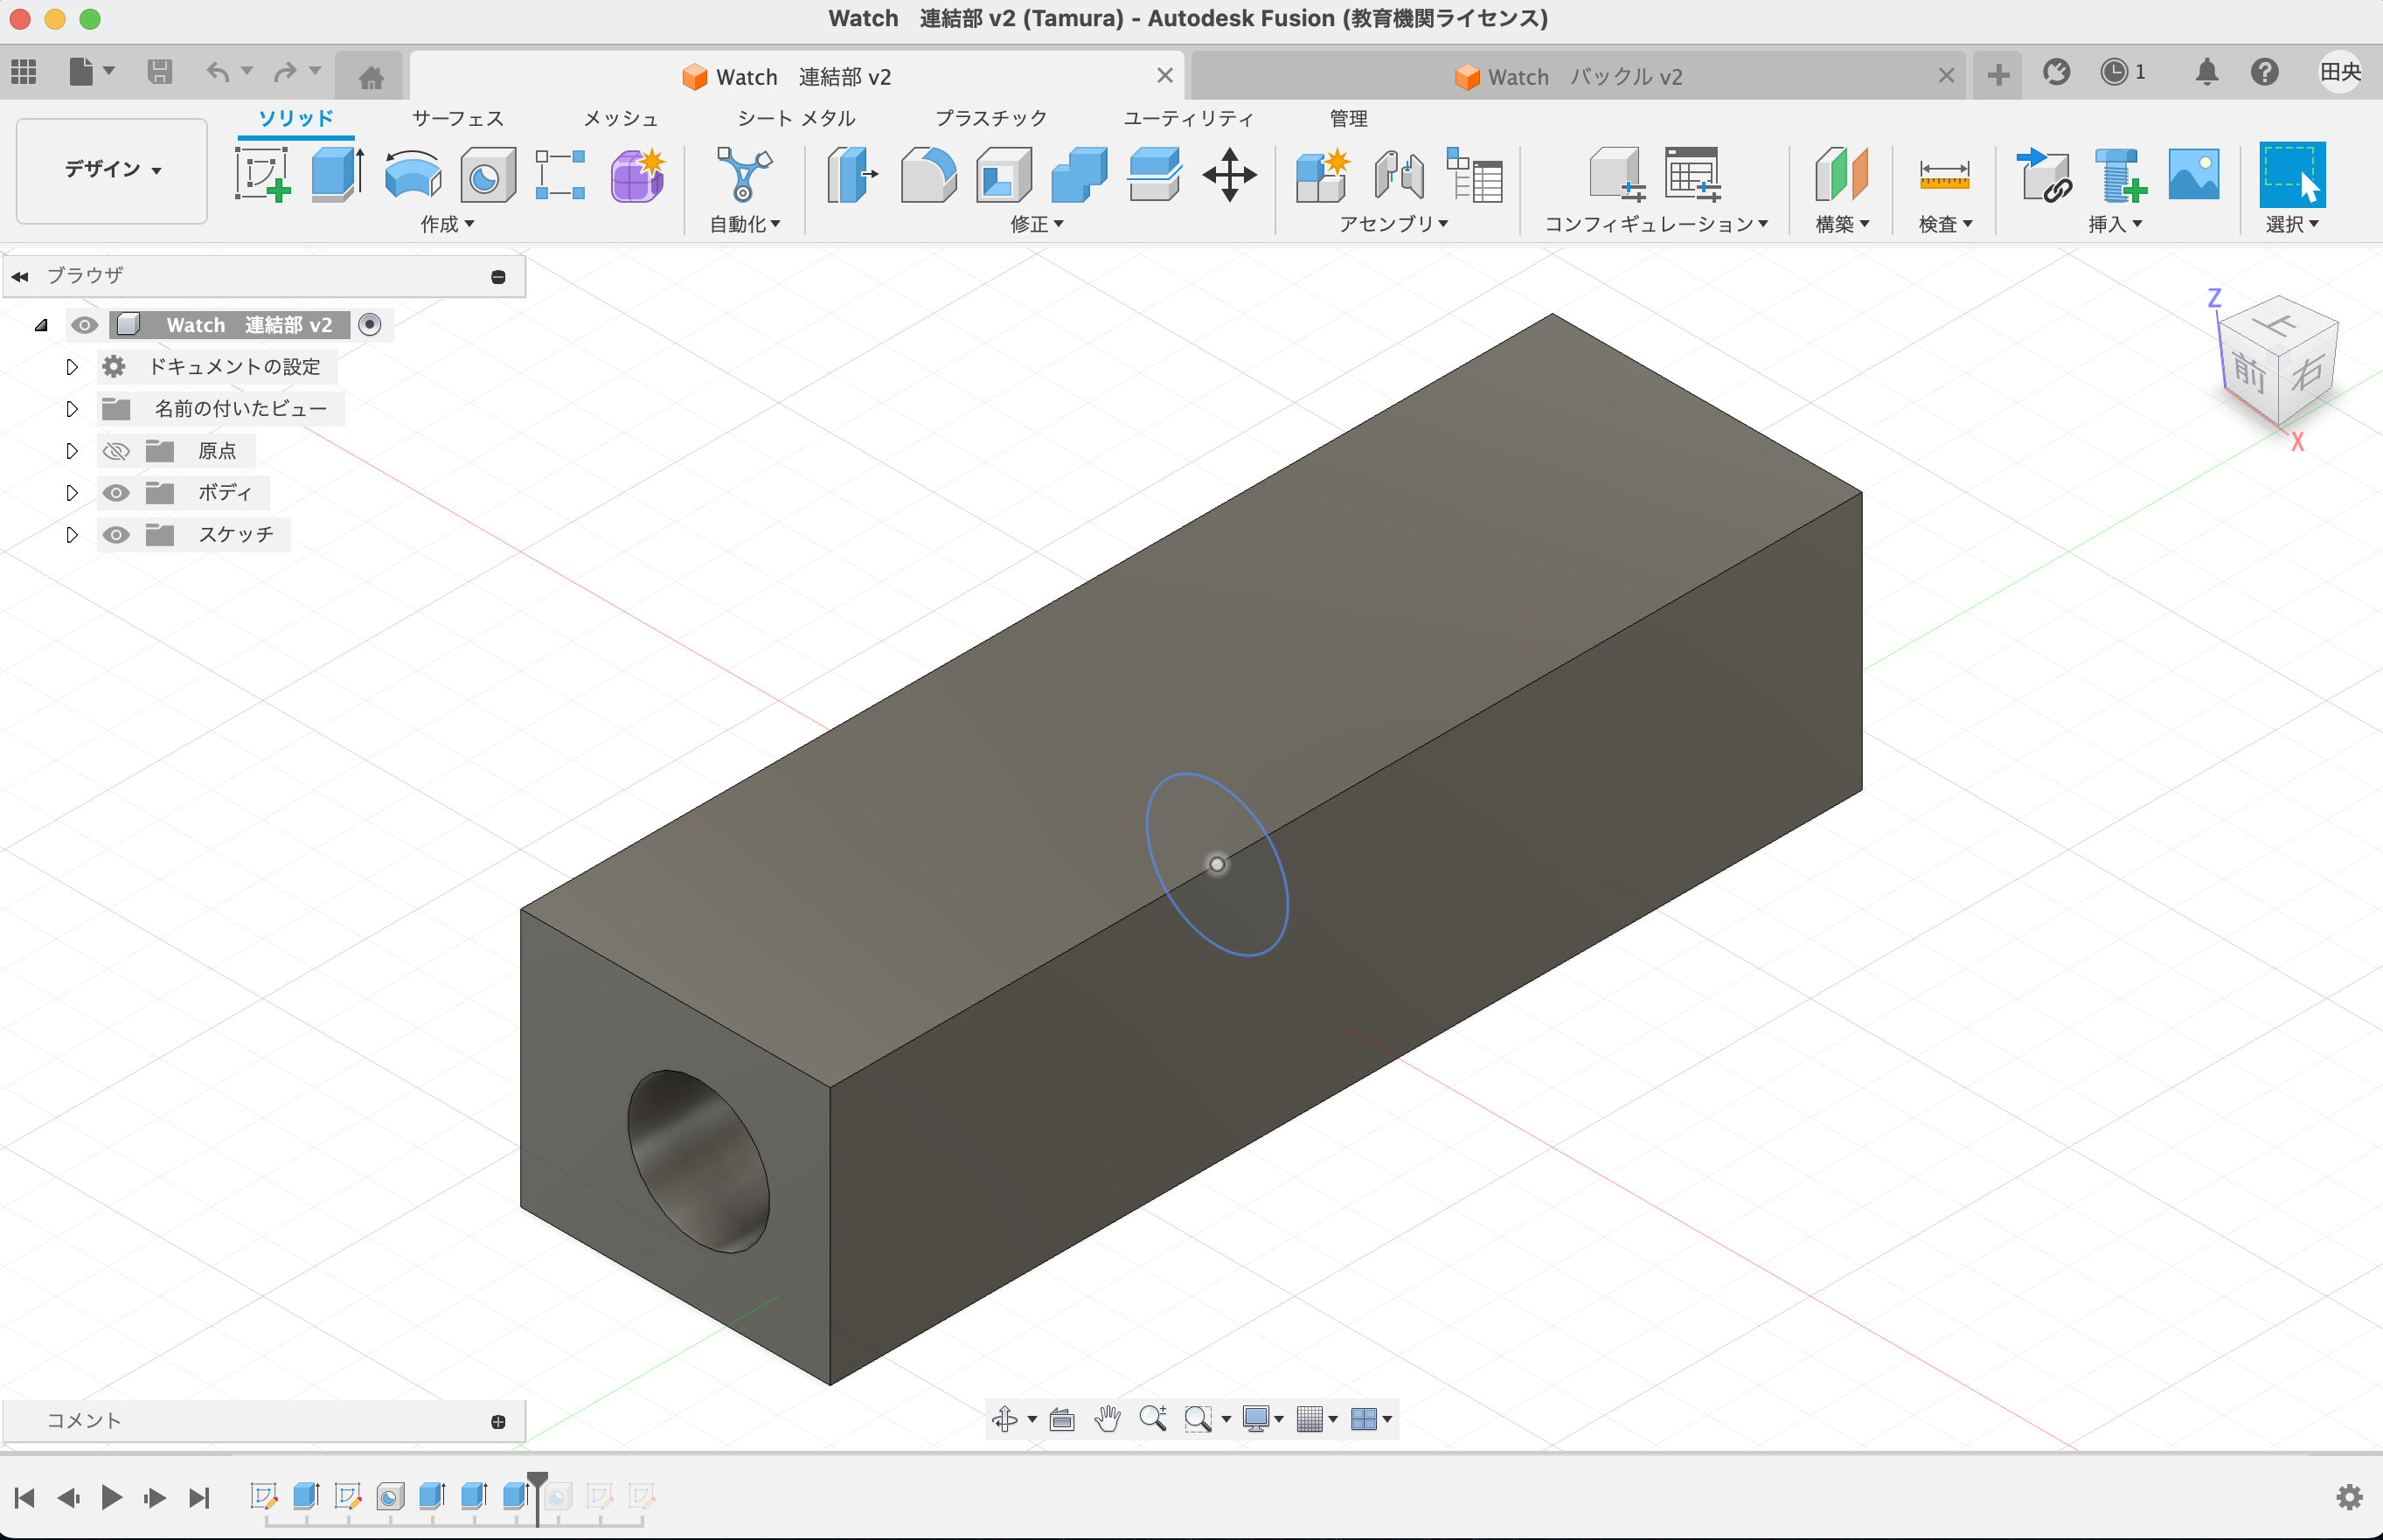 Watch 連結部 v2 (Tamura) - Autodesk Fusion (教育機関ライセンス)
Watch 連結部 v2
Watch バックル v2
1
田央
ソリッド サーフェス メッシュ シート メタル プラスチック ユーティリティ 管理
デザイン
作成 自動化 修正 アセンブリ コンフィギュレーション 構築 検査 挿入 選択
ブラウザ
Watch 連結部 v2
ドキュメントの設定
名前の付いたビュー
原点
ボディ
スケッチ
Z
上
前
右
X
コメント